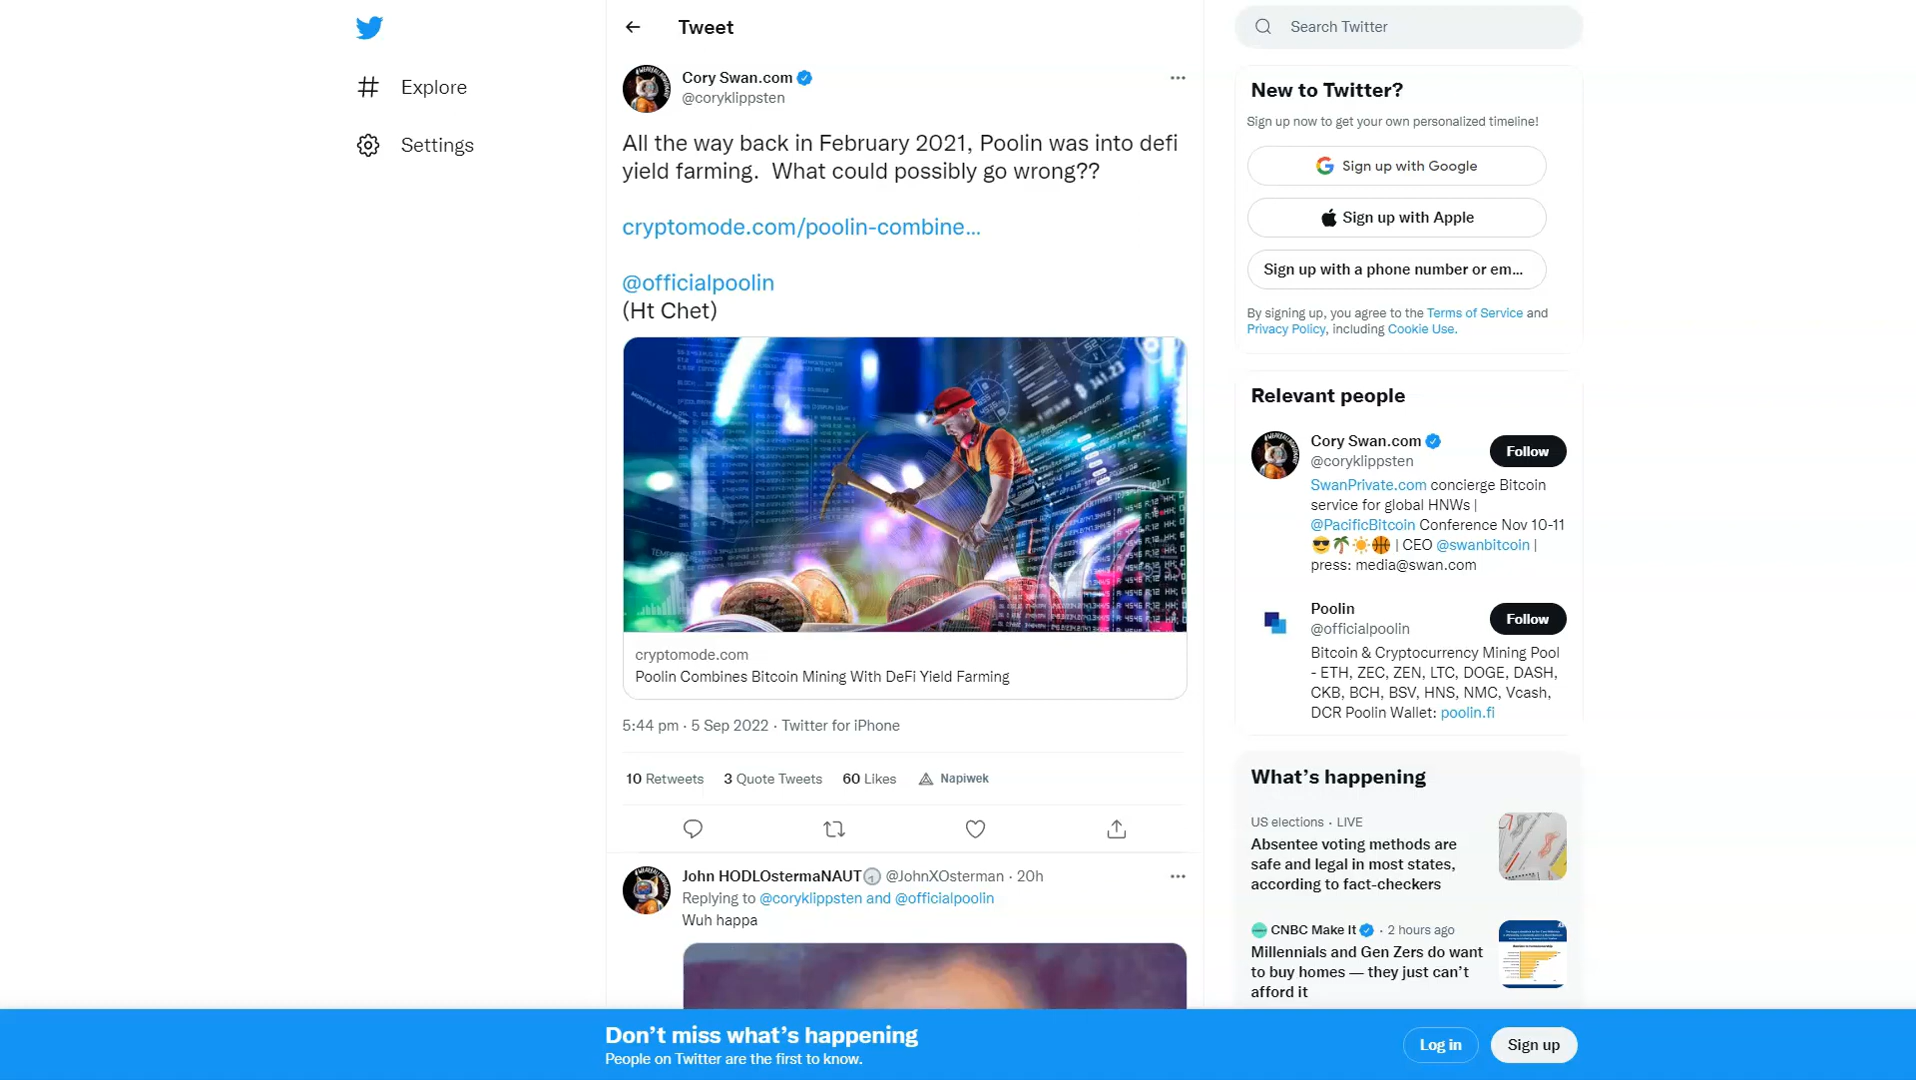 Tweet
Search Twitter
Explore
Settings
Cory Swan.com
@coryklippsten
All the way back in February 2021, Poolin was into defi
yield farming.  What could possibly go wrong??
cryptomode.com/poolin-combine…
@officialpoolin
(Ht Chet)
cryptomode.com
Poolin Combines Bitcoin Mining With DeFi Yield Farming
5:44 pm · 5 Sep 2022 · Twitter for iPhone
10 Retweets 3 Quote Tweets 60 Likes Napiwek
John HODLOstermaNAUT @JohnXOsterman · 20h
Replying to @coryklippsten and @officialpoolin
Wuh happa
New to Twitter?
Sign up now to get your own personalized timeline!
Sign up with Google
Sign up with Apple
Sign up with a phone number or em…
By signing up, you agree to the Terms of Service and
Privacy Policy, including Cookie Use.
Relevant people
Cory Swan.com
@coryklippsten
Follow
SwanPrivate.com concierge Bitcoin
service for global HNWs |
@PacificBitcoin Conference Nov 10-11
😎🌴☀️🏀 | CEO @swanbitcoin |
press: media@swan.com
Poolin
@officialpoolin
Follow
Bitcoin & Cryptocurrency Mining Pool
- ETH, ZEC, ZEN, LTC, DOGE, DASH,
CKB, BCH, BSV, HNS, NMC, Vcash,
DCR Poolin Wallet: poolin.fi
What's happening
US elections · LIVE
Absentee voting methods are
safe and legal in most states,
according to fact-checkers
CNBC Make It · 2 hours ago
Millennials and Gen Zers do want
to buy homes — they just can't
afford it
Don't miss what's happening
People on Twitter are the first to know.
Log in
Sign up